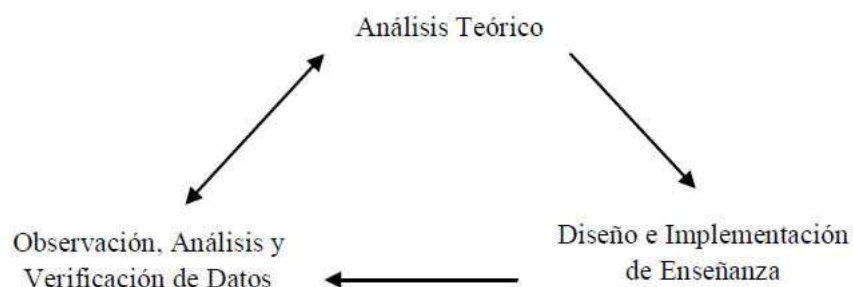 Análisis Teórico
Observación, Análisis y
Verificación de Datos
Diseño e Implementación
de Enseñanza